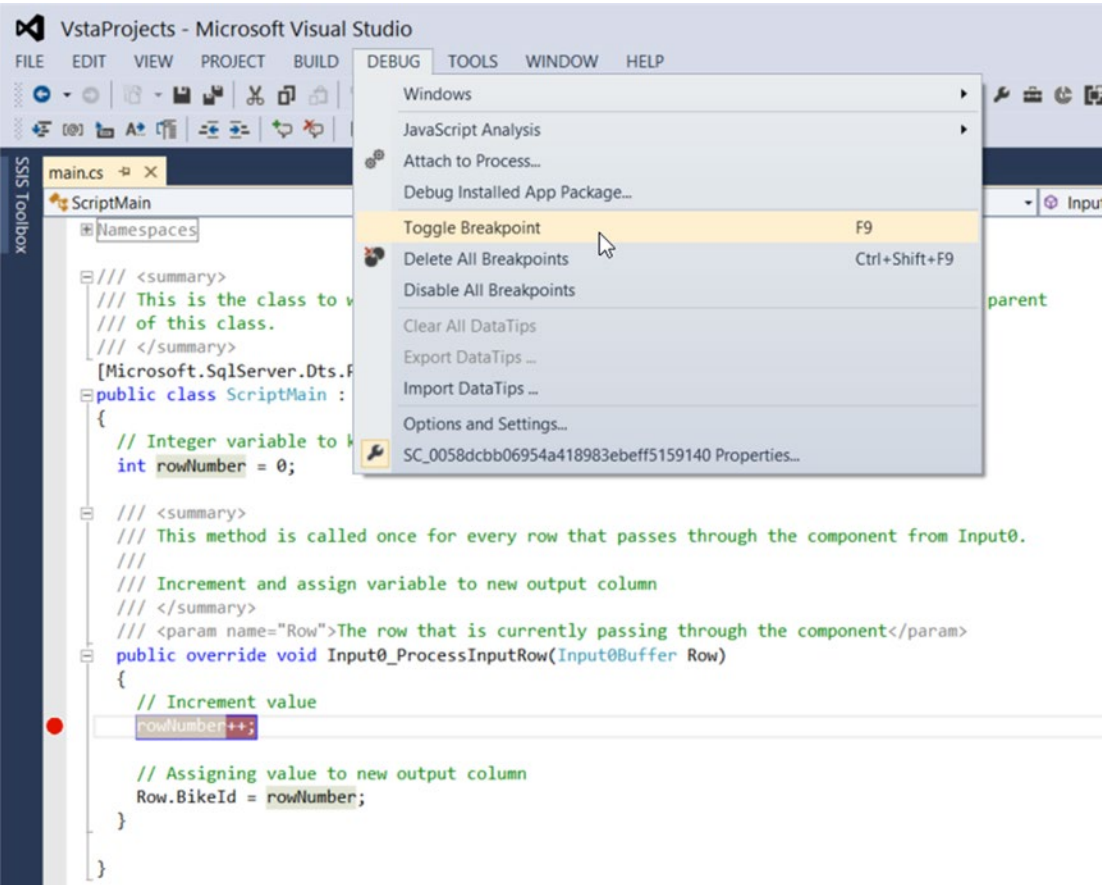 VstaProjects - Microsoft Visual Studio
FILE EDIT VIEW PROJECT BUILD DEBUG TOOLS WINDOW HELP
Windows
JavaScript Analysis
Attach to Process...
Debug Installed App Package...
Toggle Breakpoint F9
Delete All Breakpoints Ctrl+Shift+F9
Disable All Breakpoints
Clear All DataTips
Export DataTips ...
Import DataTips ...
Options and Settings...
SC_0058dcbb06954a418983ebeff5159140 Properties...
SSIS Toolbox
main.cs
ScriptMain Input
Namespaces
/// <summary>
/// This is the class to parent
/// of this class.
/// </summary>
[Microsoft.SqlServer.Dts.
public class ScriptMain :
{
// Integer variable to
int rowNumber = 0;
/// <summary>
/// This method is called once for every row that passes through the component from Input0.
///
/// Increment and assign variable to new output column
/// </summary>
/// <param name="Row">The row that is currently passing through the component</param>
public override void Input0_ProcessInputRow(Input0Buffer Row)
{
// Increment value
rowNumber++;
// Assigning value to new output column
Row.BikeId = rowNumber;
}
}